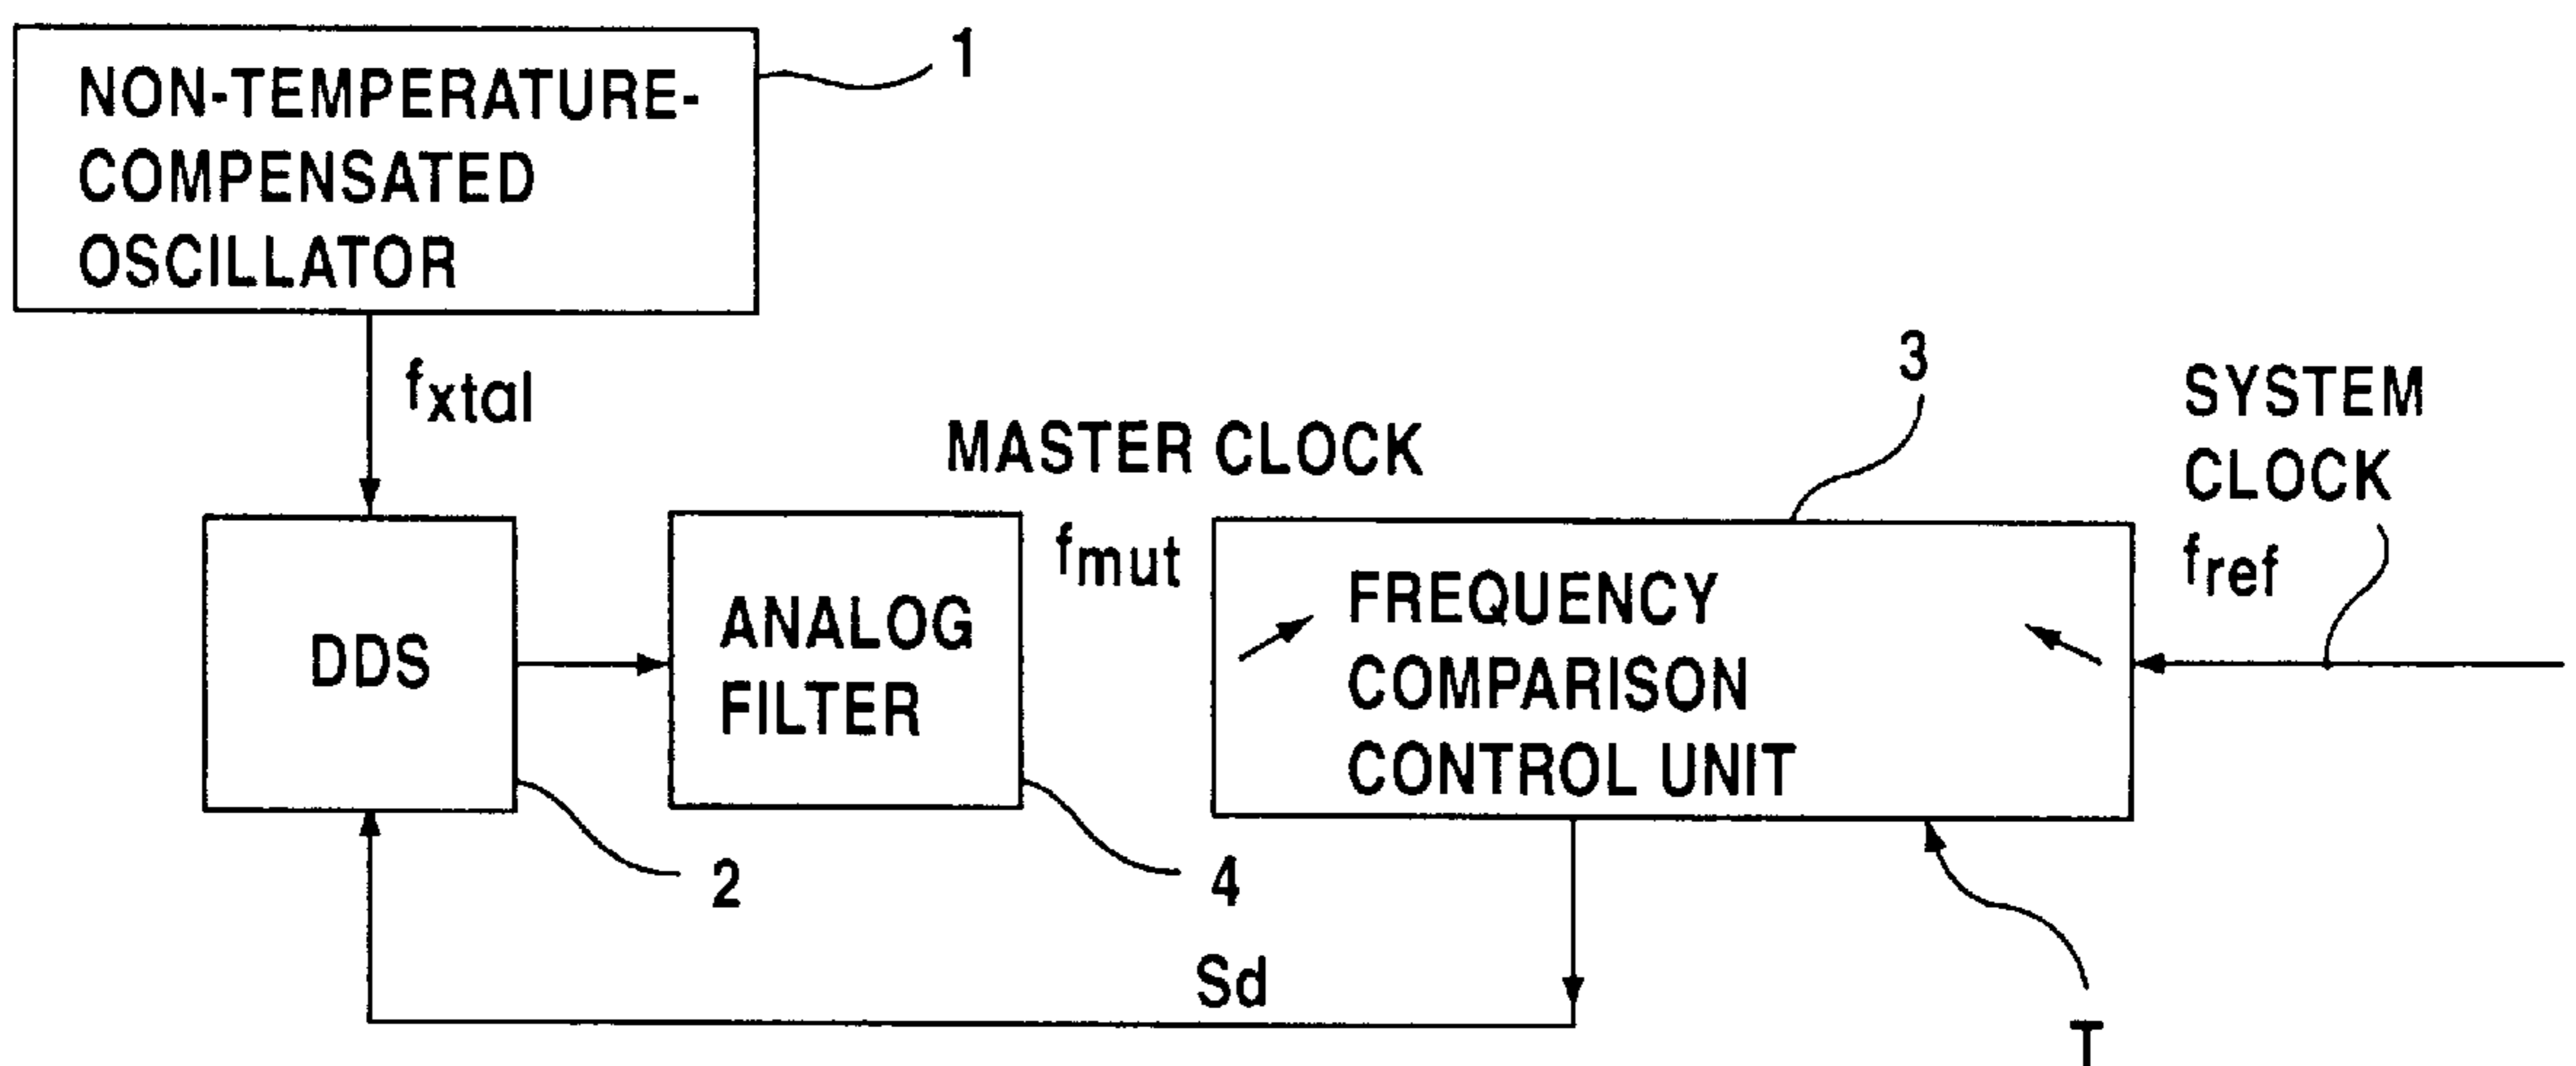 NON-TEMPERATURE-
COMPENSATED
OSCILLATOR
1
fxtal
MASTER CLOCK
fmut
3
SYSTEM
CLOCK
fref
DDS
ANALOG
FILTER
FREQUENCY
COMPARISON
CONTROL UNIT
2
4
Sd
T